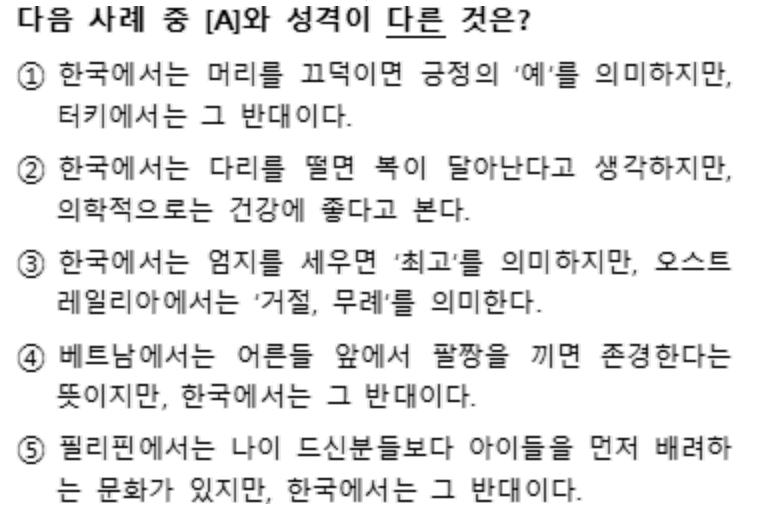 다음 사례 중 [A]와 성격이 다른 것은?
① 한국에서는 머리를 끄덕이면 긍정의 '예'를 의미하지만,
터키에서는 그 반대이다.
② 한국에서는 다리를 떨면 복이 달아난다고 생각하지만,
의학적으로는 건강에 좋다고 본다.
③ 한국에서는 엄지를 세우면 '최고'를 의미하지만, 오스트
레일리아에서는 '거절, 무례'를 의미한다.
④ 베트남에서는 어른들 앞에서 팔짱을 끼면 존경한다는
뜻이지만, 한국에서는 그 반대이다.
⑤ 필리핀에서는 나이 드신분들보다 아이들을 먼저 배려하
는 문화가 있지만, 한국에서는 그 반대이다.